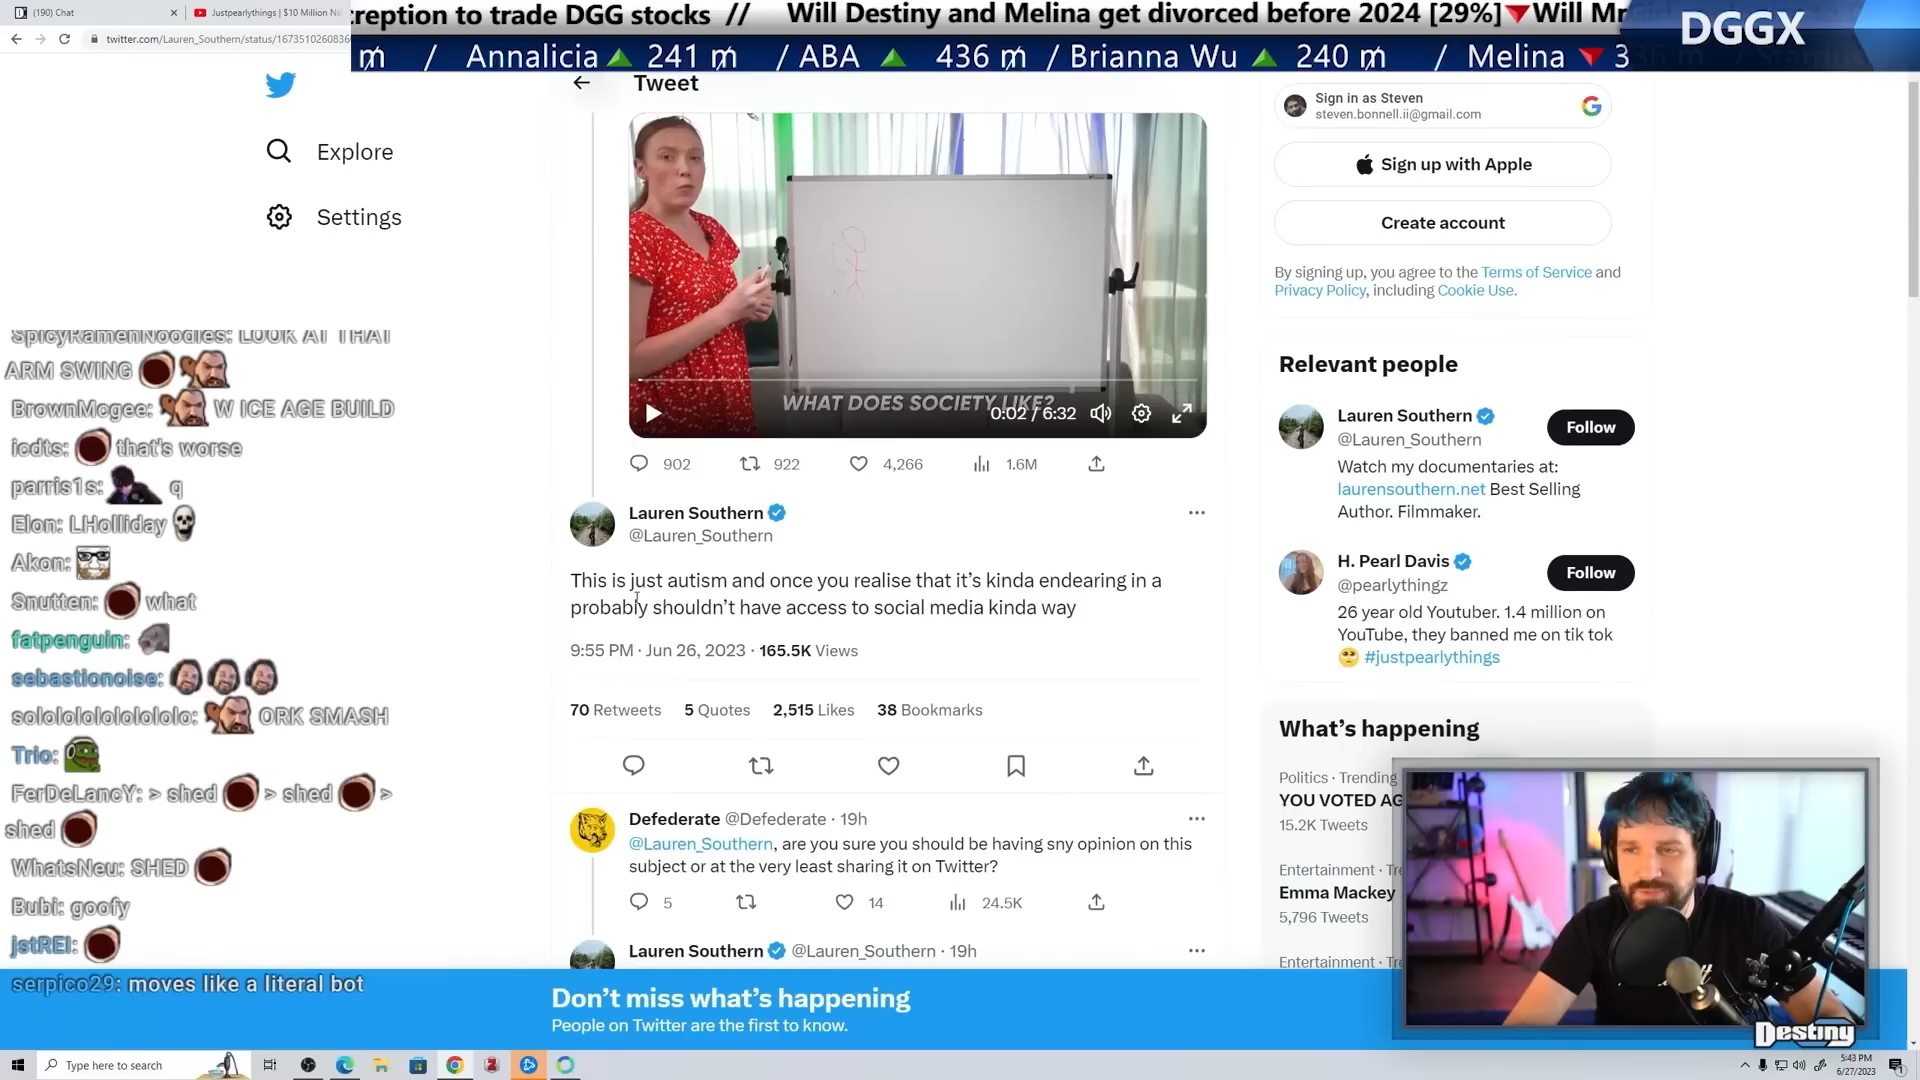 (190) Chat
Justpearlythings | $10 Million Ne
twitter.com/Lauren_Southern/status/16735102608369
creption to trade DGG stocks // Will Destiny and Melina get divorced before 2024 [29%] Will Mr
DGGX
₥ / Annalicia 241 ₥ / ABA 436 ₥ / Brianna Wu 240 ₥ / Melina
Explore
Settings
SpicyRamenNoodles: LOOK AT THAT
ARM SWING
BrownMcgee: W ICE AGE BUILD
icdts: that's worse
parris1s: q
Elon: LHolliday
Akon:
Snutten: what
fatpenguin:
sebastionoise:
solololololololo: ORK SMASH
Trio:
FerDeLancY: > shed > shed >
shed
WhatsNeu: SHED
Bubi: goofy
jstREI:
serpico29: moves like a literal bot
Tweet
WHAT DOES SOCIETY LIKE?
0:02 / 6:32
902 922 4,266 1.6M
Lauren Southern
@Lauren_Southern
This is just autism and once you realise that it's kinda endearing in a
probably shouldn't have access to social media kinda way
9:55 PM · Jun 26, 2023 · 165.5K Views
70 Retweets 5 Quotes 2,515 Likes 38 Bookmarks
Defederate @Defederate · 19h
@Lauren_Southern, are you sure you should be having sny opinion on this
subject or at the very least sharing it on Twitter?
5 14 24.5K
Lauren Southern @Lauren_Southern · 19h
Sign in as Steven
steven.bonnell.ii@gmail.com
Sign up with Apple
Create account
By signing up, you agree to the Terms of Service and
Privacy Policy, including Cookie Use.
Relevant people
Lauren Southern
@Lauren_Southern
Follow
Watch my documentaries at:
laurensouthern.net Best Selling
Author. Filmmaker.
H. Pearl Davis
@pearlythingz
Follow
26 year old Youtuber. 1.4 million on
YouTube, they banned me on tik tok
#justpearlythings
What's happening
Politics · Trending
YOU VOTED AG
15.2K Tweets
Entertainment · Tre
Emma Mackey
5,796 Tweets
Entertainment · Tre
Don't miss what's happening
People on Twitter are the first to know.
Destiny
Type here to search
5:43 PM
6/27/2023